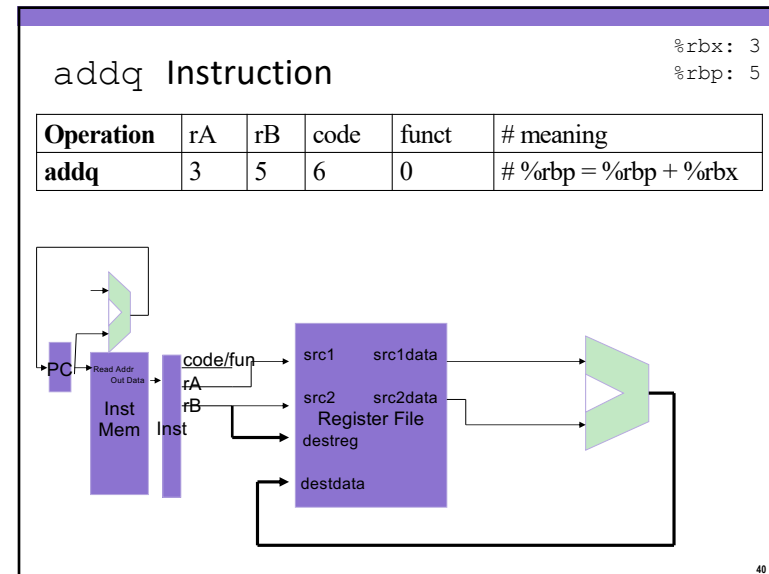 %rbx: 3
%rbp: 5
addq Instruction
Operation rA rB code funct # meaning
addq 3 5 6 0 # %rbp = %rbp + %rbx
PC
Read Addr
Out Data
Inst
Mem
Inst
code/fun
rA
rB
src1 src1data
src2 src2data
Register File
destreg
destdata
40